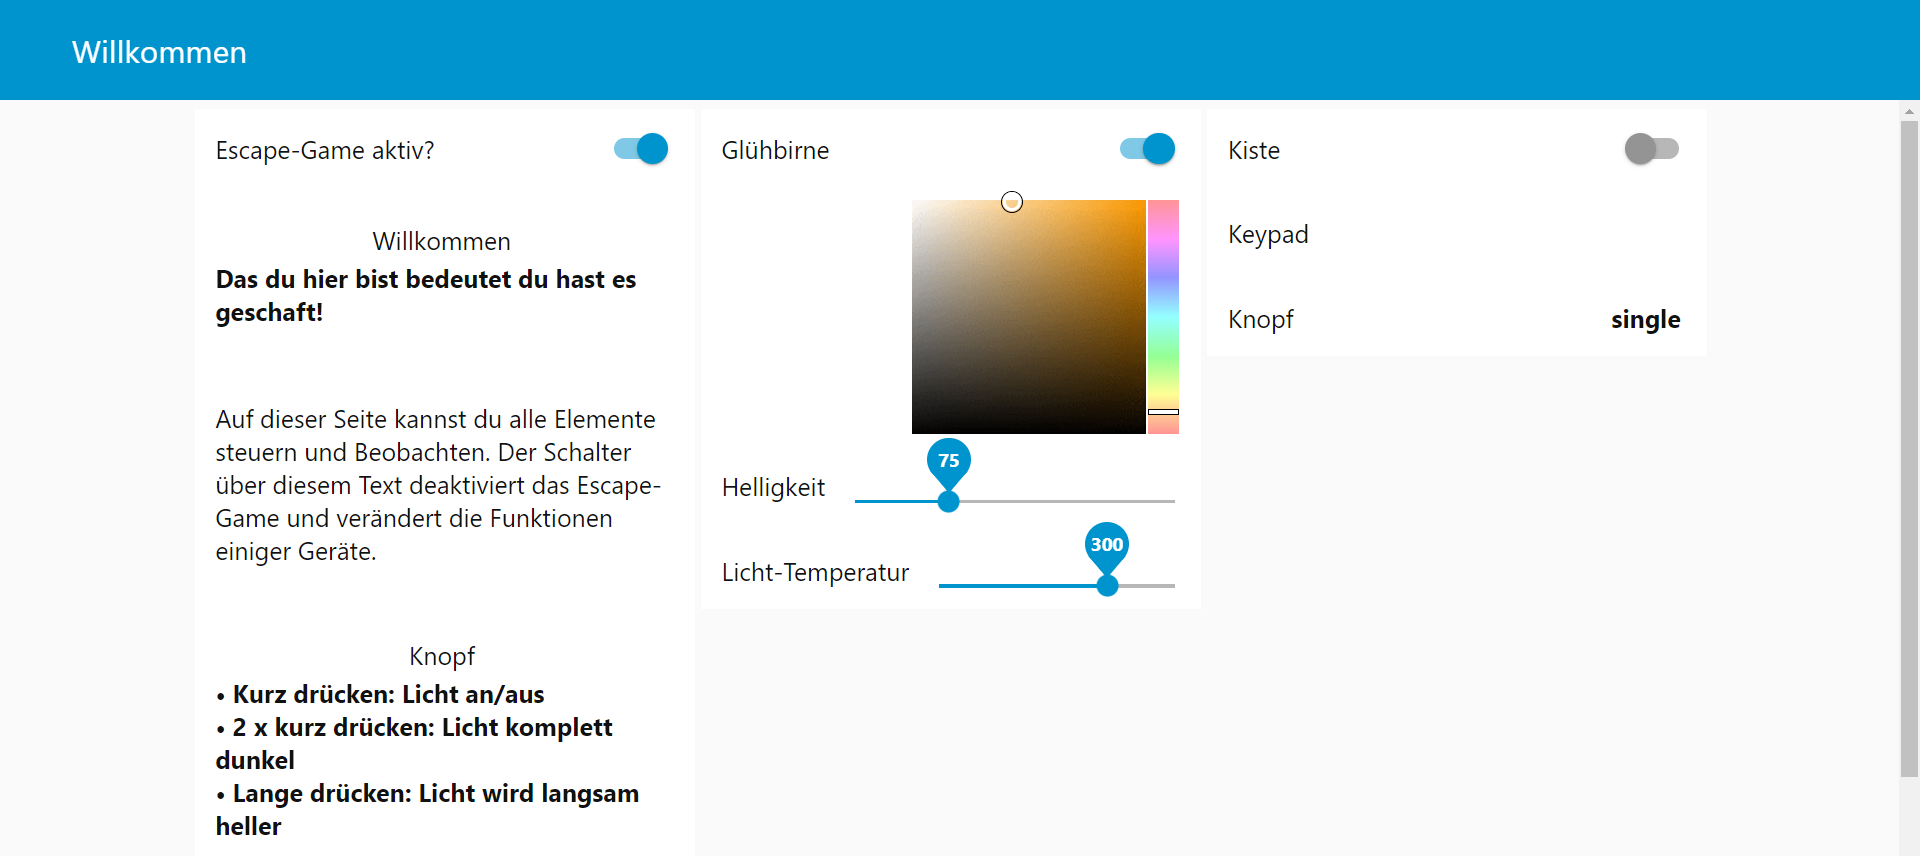 Willkommen
Escape-Game aktiv?
Willkommen
Das du hier bist bedeutet du hast es
geschaft!
Auf dieser Seite kannst du alle Elemente
steuern und Beobachten. Der Schalter
über diesem Text deaktiviert das Escape-
Game und verändert die Funktionen
einiger Geräte.
Knopf
• Kurz drücken: Licht an/aus
• 2 x kurz drücken: Licht komplett
dunkel
• Lange drücken: Licht wird langsam
heller
Glühbirne
75
Helligkeit
300
Licht-Temperatur
Kiste
Keypad
Knopf single